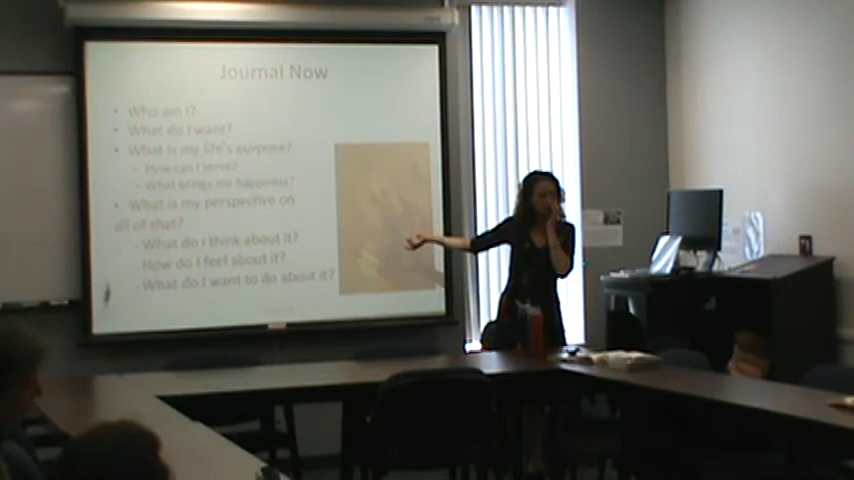 Journal Now
• Who am I?
• What do I want?
• What is my life's purpose?
– How can I serve?
– What brings me happiness?
• What is my perspective on
all of that?
What do I think about it?
How do I feel about it?
What do I want to do about it?